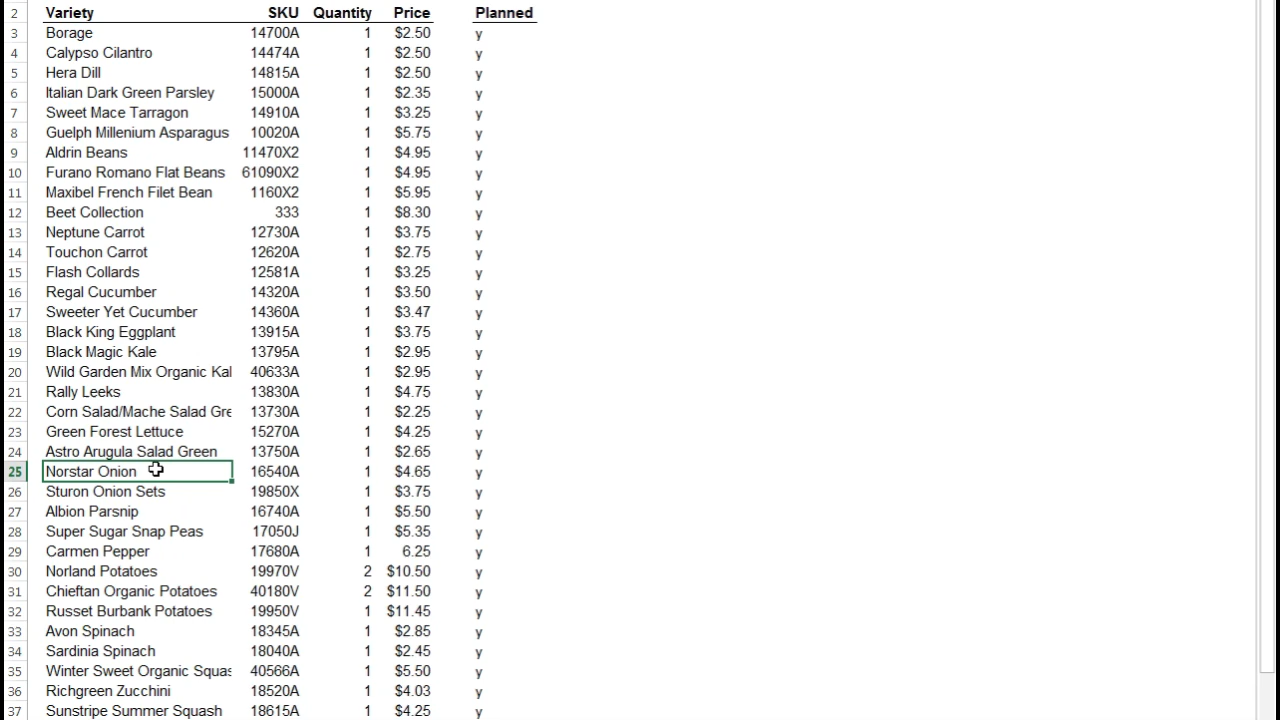 2 Variety SKU Quantity Price Planned
3 Borage 14700A 1 $2.50 y
4 Calypso Cilantro 14474A 1 $2.50 y
5 Hera Dill 14815A 1 $2.50 y
6 Italian Dark Green Parsley 15000A 1 $2.35 y
7 Sweet Mace Tarragon 14910A 1 $3.25 y
8 Guelph Millenium Asparagus 10020A 1 $5.75 y
9 Aldrin Beans 11470X2 1 $4.95 y
10 Furano Romano Flat Beans 61090X2 1 $4.95 y
11 Maxibel French Filet Bean 1160X2 1 $5.95 y
12 Beet Collection 333 1 $8.30 y
13 Neptune Carrot 12730A 1 $3.75 y
14 Touchon Carrot 12620A 1 $2.75 y
15 Flash Collards 12581A 1 $3.25 y
16 Regal Cucumber 14320A 1 $3.50 y
17 Sweeter Yet Cucumber 14360A 1 $3.47 y
18 Black King Eggplant 13915A 1 $3.75 y
19 Black Magic Kale 13795A 1 $2.95 y
20 Wild Garden Mix Organic Kal 40633A 1 $2.95 y
21 Rally Leeks 13830A 1 $4.75 y
22 Corn Salad/Mache Salad Gre 13730A 1 $2.25 y
23 Green Forest Lettuce 15270A 1 $4.25 y
24 Astro Arugula Salad Green 13750A 1 $2.65 y
25 Norstar Onion 16540A 1 $4.65 y
26 Sturon Onion Sets 19850X 1 $3.75 y
27 Albion Parsnip 16740A 1 $5.50 y
28 Super Sugar Snap Peas 17050J 1 $5.35 y
29 Carmen Pepper 17680A 1 6.25 y
30 Norland Potatoes 19970V 2 $10.50 y
31 Chieftan Organic Potatoes 40180V 2 $11.50 y
32 Russet Burbank Potatoes 19950V 1 $11.45 y
33 Avon Spinach 18345A 1 $2.85 y
34 Sardinia Spinach 18040A 1 $2.45 y
35 Winter Sweet Organic Squas 40566A 1 $5.50 y
36 Richgreen Zucchini 18520A 1 $4.03 y
37 Sunstripe Summer Squash 18615A 1 $4.25 y